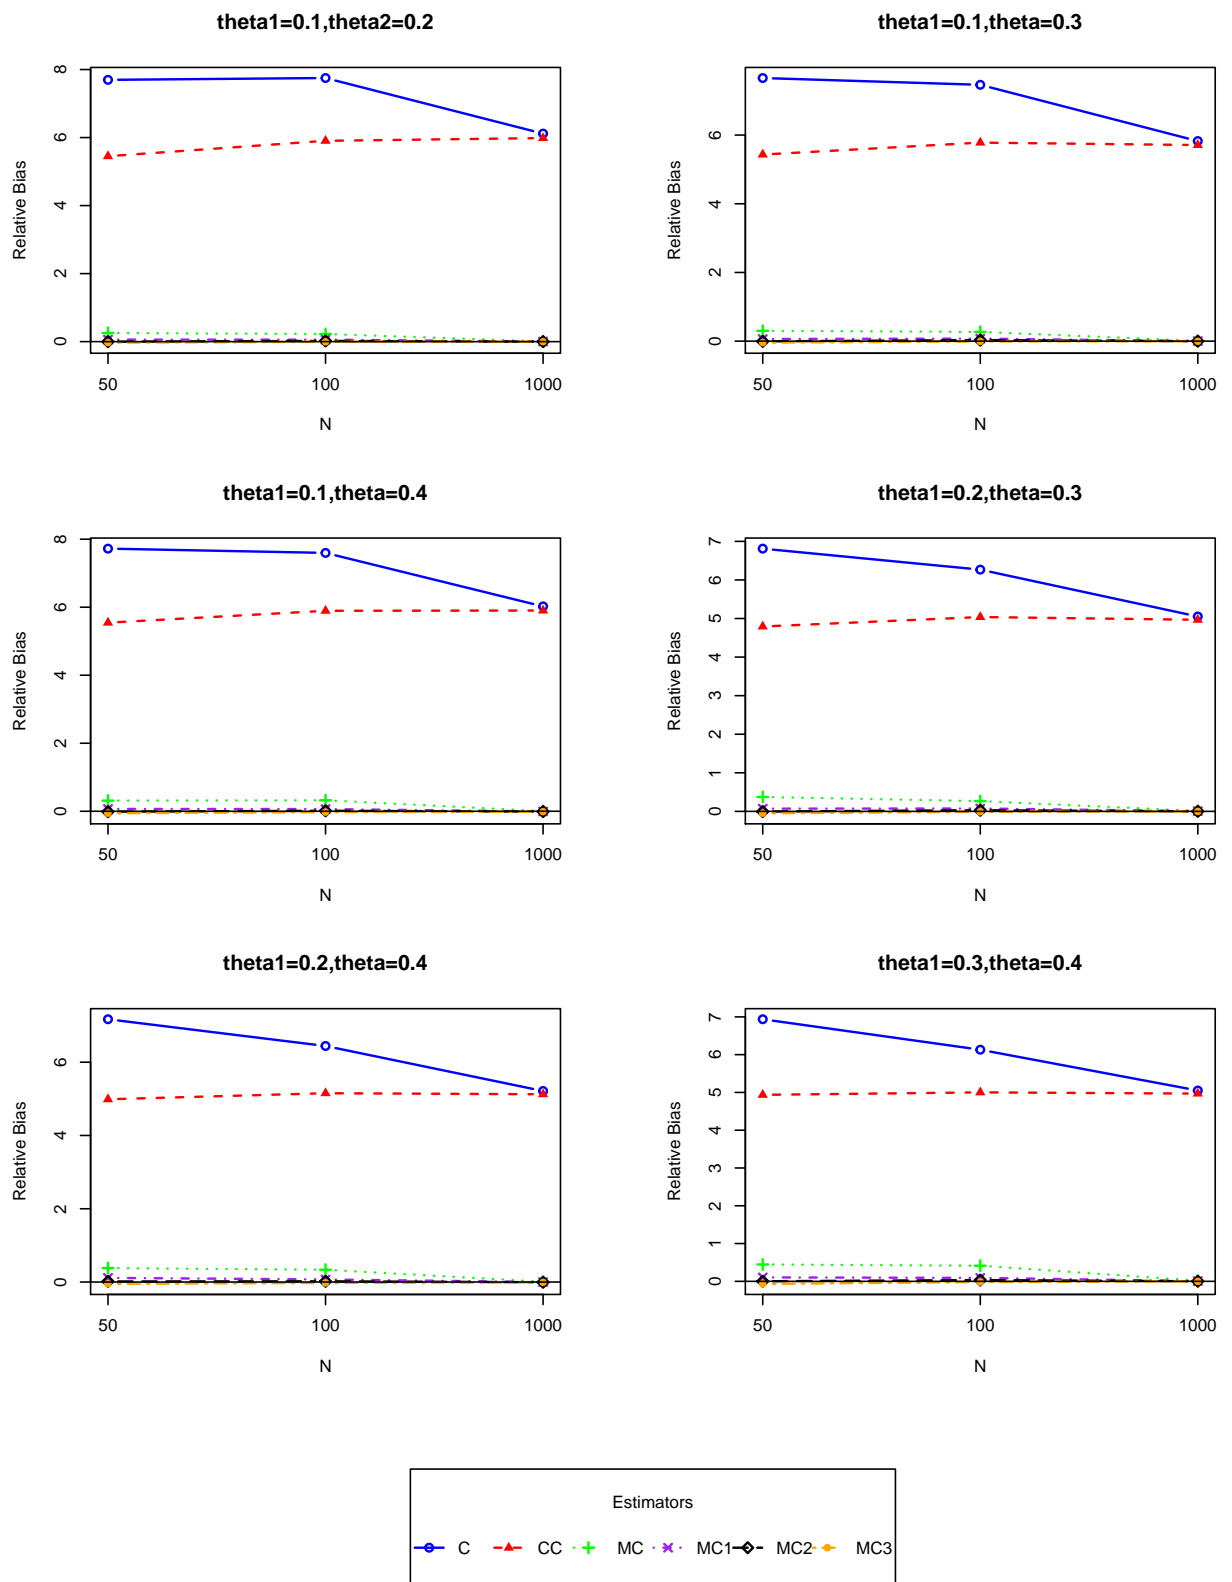 theta1=0.1,theta2=0.2
Relative Bias
8
6
4
2
0
50 100 1000
N
theta1=0.1,theta=0.3
Relative Bias
6
4
2
0
50 100 1000
N
theta1=0.1,theta=0.4
Relative Bias
8
6
4
2
0
50 100 1000
N
theta1=0.2,theta=0.3
Relative Bias
7
6
5
4
3
2
1
0
50 100 1000
N
theta1=0.2,theta=0.4
Relative Bias
6
4
2
0
50 100 1000
N
theta1=0.3,theta=0.4
Relative Bias
7
6
5
4
3
2
1
0
50 100 1000
N
Estimators
C CC MC MC1 MC2 MC3